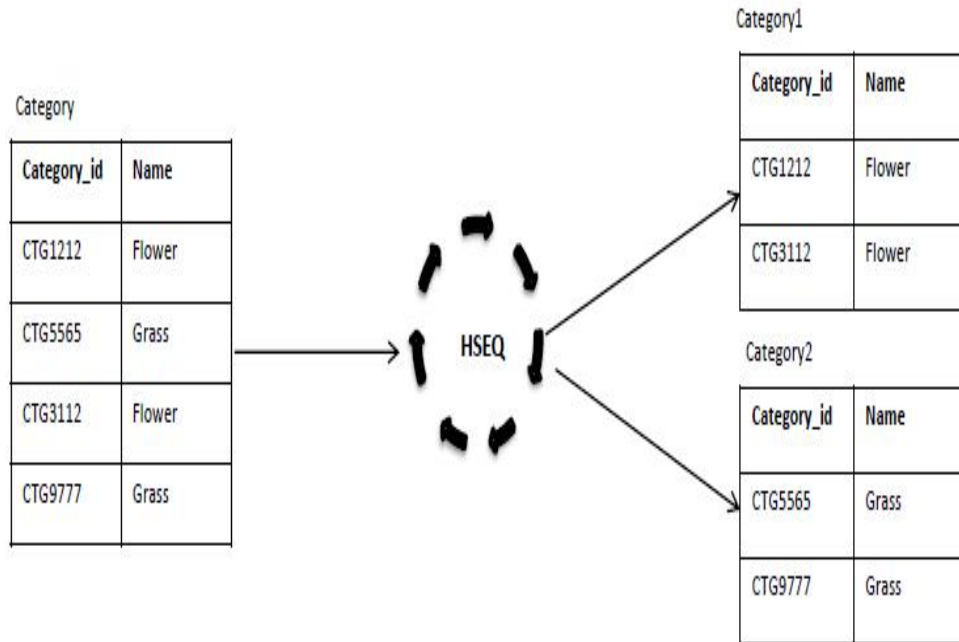 Category
Category_id Name
CTG1212 Flower
CTG5565 Grass
CTG3112 Flower
CTG9777 Grass
HSEQ
Category1
Category_id Name
CTG1212 Flower
CTG3112 Flower
Category2
Category_id Name
CTG5565 Grass
CTG9777 Grass